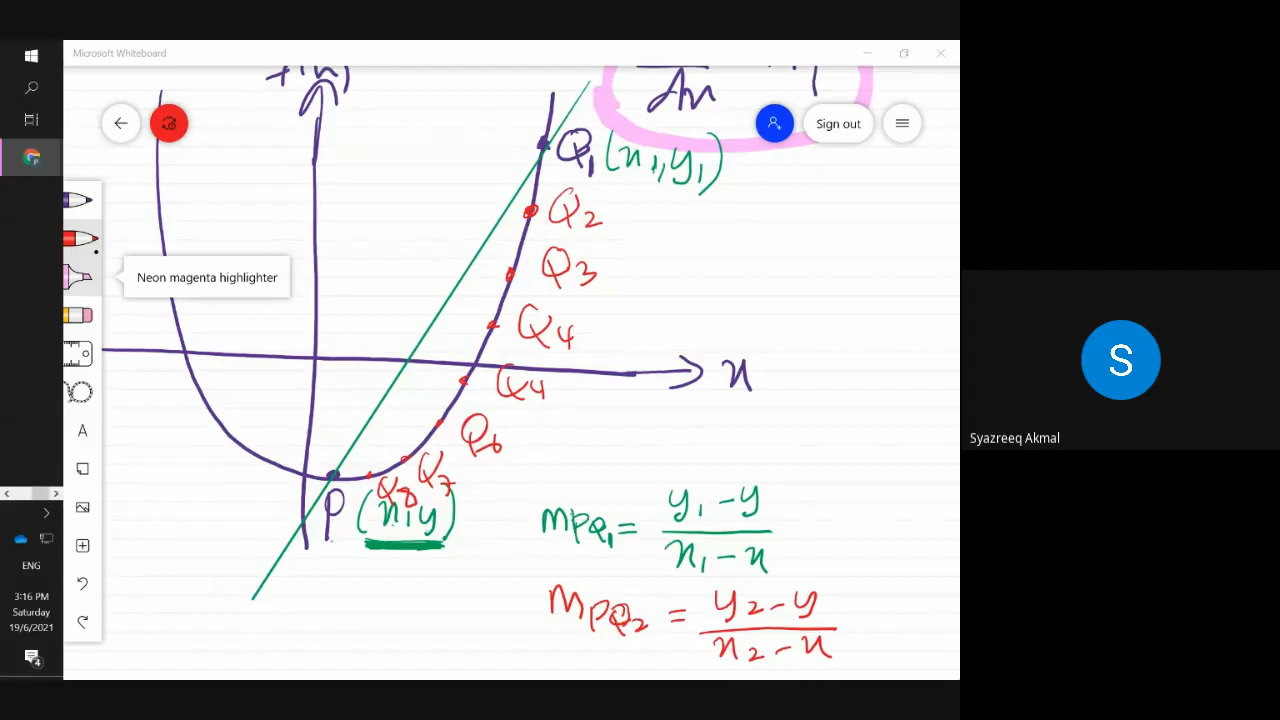 Microsoft Whiteboard
Sign out
Q1 (x1, y1)
Q2
Neon magenta highlighter
Q3
Q4
x
Q4
Q6
Q7
Q8
P (x, y)
mPQ1 = y1 - y / x1 - x
mPQ2 = y2 - y / x2 - x
S
Syazreeq Akmal
A
ENG
3:16 PM
Saturday
19/6/2021
4